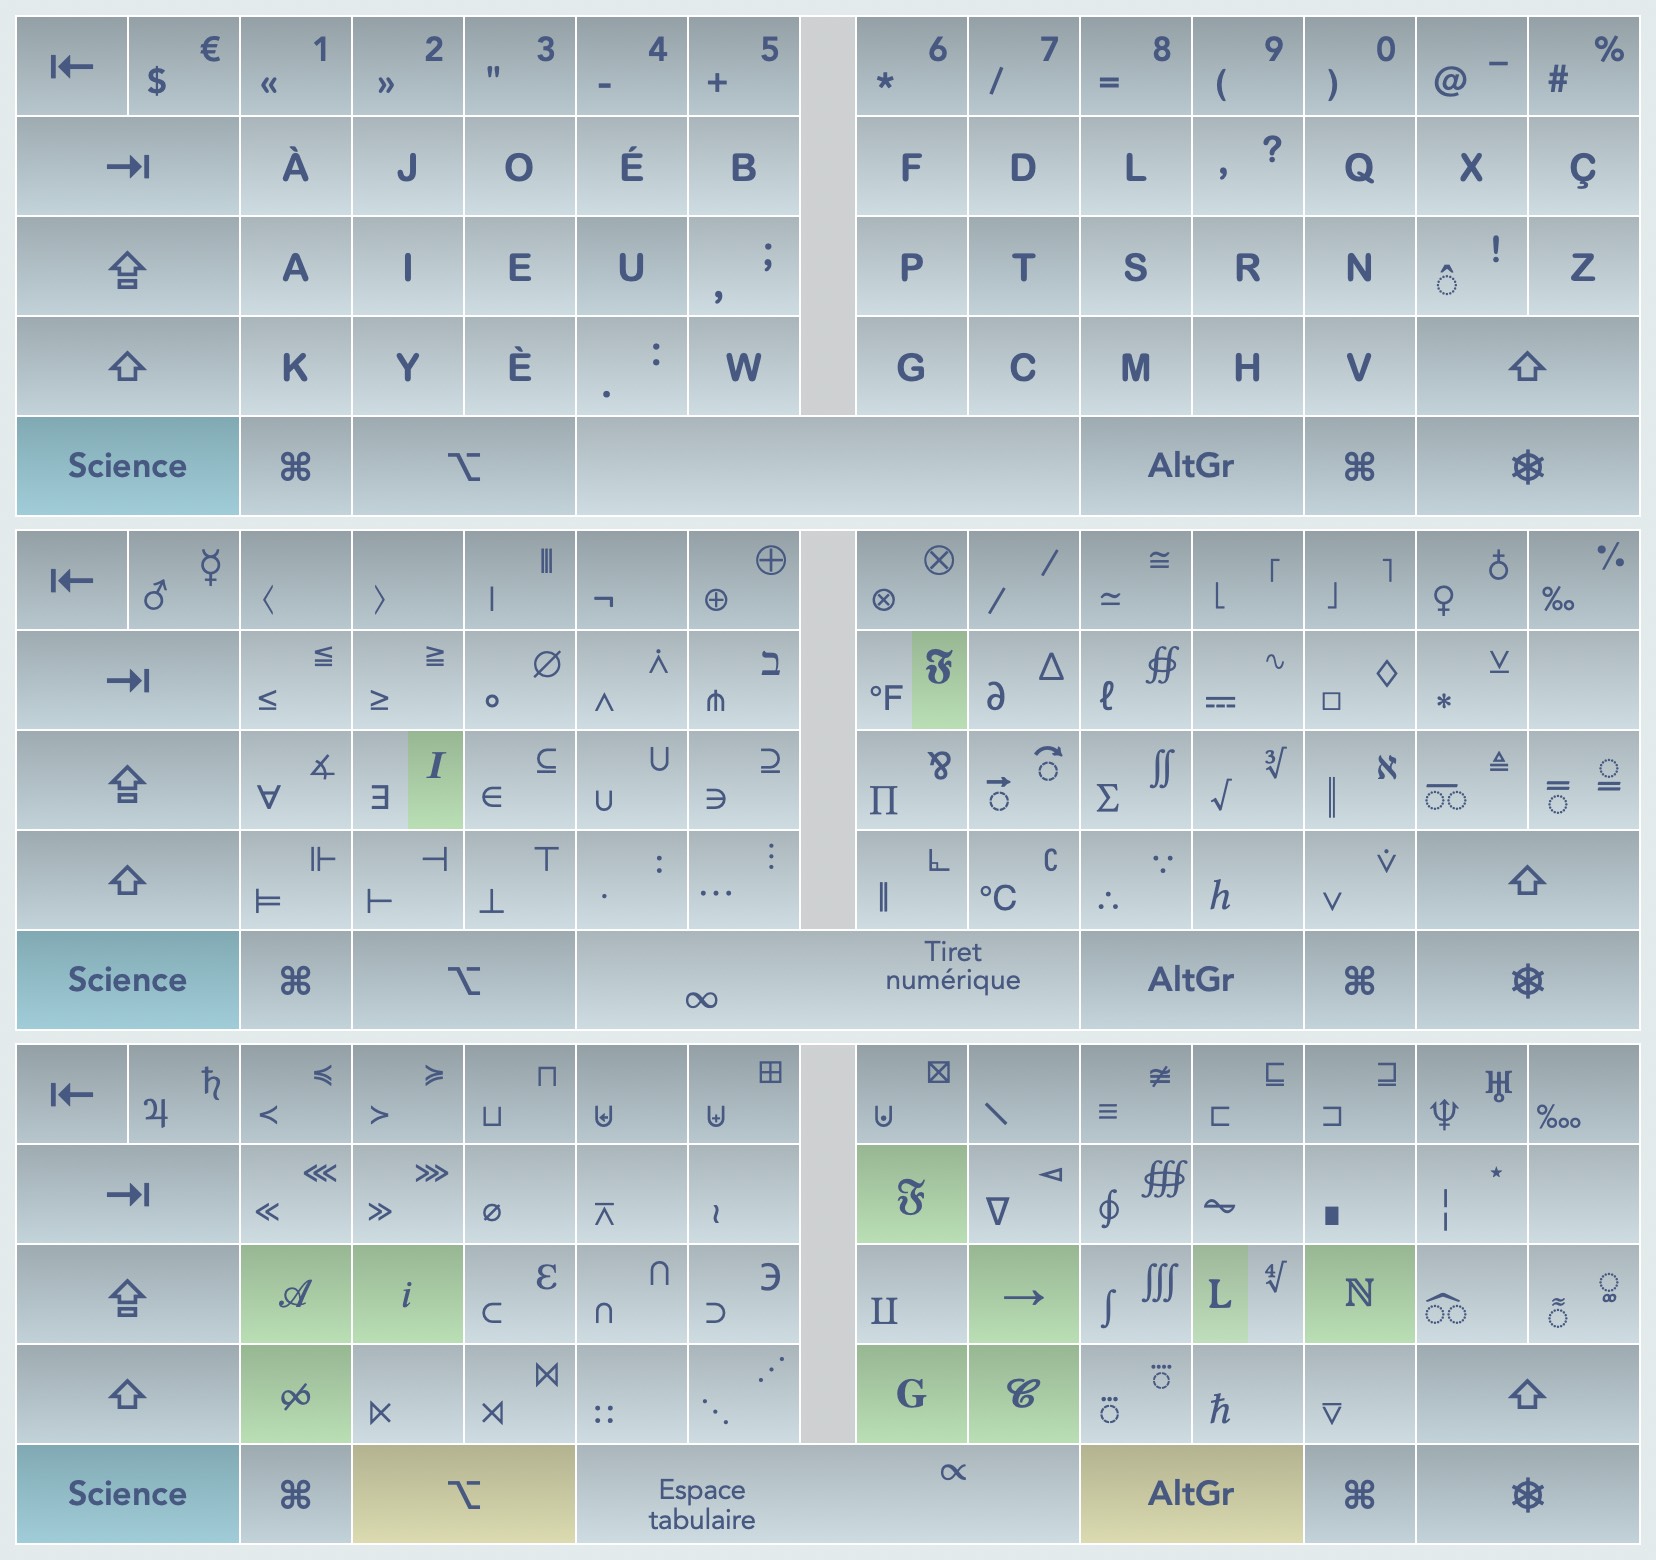 $ € « 1 » 2 " 3 - 4 + 5 * 6 / 7 = 8 ( 9 ) 0 @ _ # %
À J O É B F D L ’ ? Q X Ç
A I E U , ; P T S R N ^ ! Z
K Y È . : W G C M H V
Science ⌘ ⌥ AltGr ⌘ ⎈
♂ ☿ 〈 〉 | ⦀ ¬ ⊕ ⨁ ⊗ ⨂ ∕ ⁄ ≃ ≅ ⌊ ⌈ ⌋ ⌉ ♀ ♁ ‰ ⁒
≤ ≦ ≥ ≧ ∘ ∅ ∧ ⟑ ⋔ ℶ °F 𝕱 ∂ ∆ ℓ ∯ ⎓ ∿ □ ◊ ∗ ⊻
∀ ∡ ∃ 𝑰 ∈ ⊆ ∪ ⋃ ∋ ⊇ ∏ ⅋ ∑ ∬ √ ∛ ‖ ℵ ≜
⊨ ⊩ ⊢ ⊣ ⊥ ⊤ ⋅ ∶ ⋯ ⋮ ∥ ⦜ °C ∁ ∴ ∵ ℎ ∨ ⟇
Tiret
numérique
Science ⌘ ⌥ ∞ AltGr ⌘ ⎈
♃ ♄ ≺ ≼ ≻ ≽ ⊔ ⊓ ⊌ ⊎ ⊞ ⊍ ⊠ ∖ ≡ ≇ ⊏ ⊑ ⊐ ⊒ ♆ ♅ ‱
≪ ⋘ ≫ ⋙ ⌀ ⊼ ≀ 𝕱 ∇ ⊲ ∮ ∰ ⏦ ∎ ¦ ⋆
𝒜 𝑖 ⊂ ℇ ∩ ⋂ ⊃ ∐ → ∫ ∭ 𝐋 ∜ ℕ
⋉ ⋊ ⋈ ∷ ⋱ ⋰ 𝐆 𝓒 ℏ ⊽
∝
Science ⌘ ⌥ Espace AltGr ⌘ ⎈
tabulaire